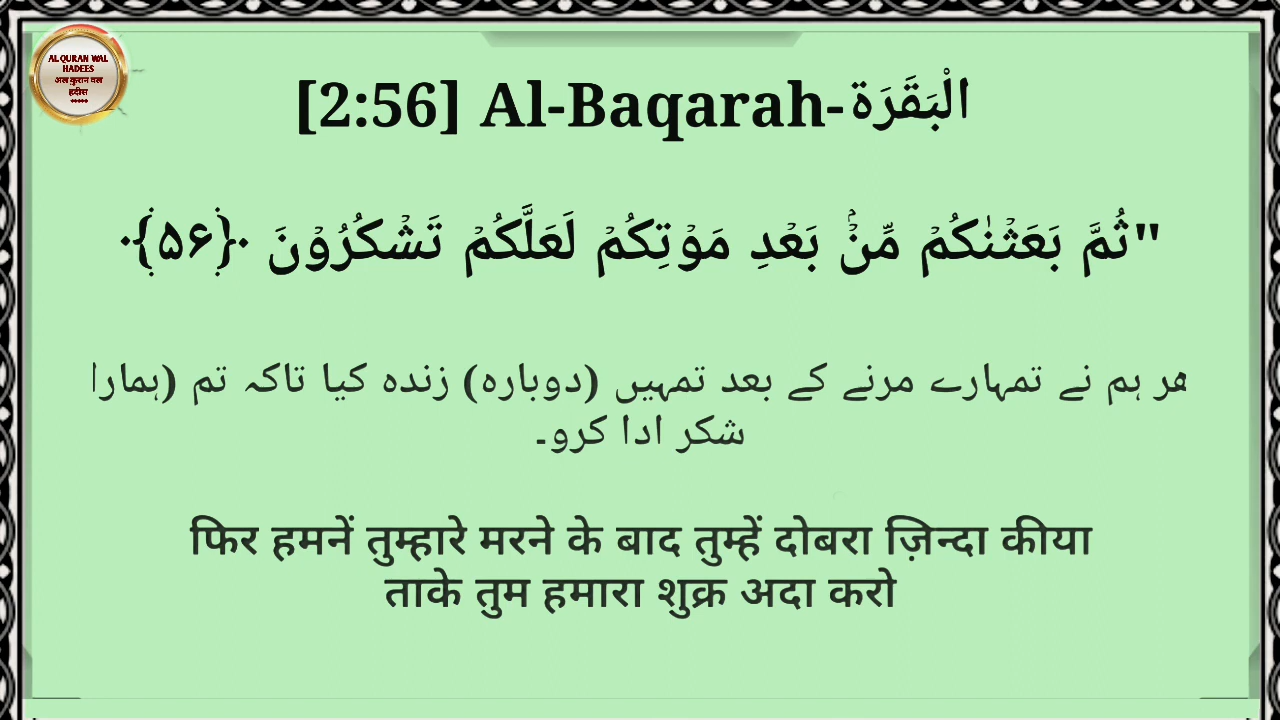 AL QURAN WAL
HADEES
अल क़ुरान वल
हदीस
*****
[2:56] Al-Baqarah-الْبَقَرَة
"ثُمَّ بَعَثۡنٰکُمۡ مِّنۡۢ بَعۡدِ مَوۡتِکُمۡ لَعَلَّکُمۡ تَشۡکُرُوۡنَ ﴿۵۶﴾
ھر ہم نے تمہارے مرنے کے بعد تمہیں (دوبارہ) زندہ کیا تاکہ تم (ہمارا
شکر ادا کرو۔
फिर हमनें तुम्हारे मरने के बाद तुम्हें दोबरा ज़िन्दा कीया
ताके तुम हमारा शुक्र अदा करो